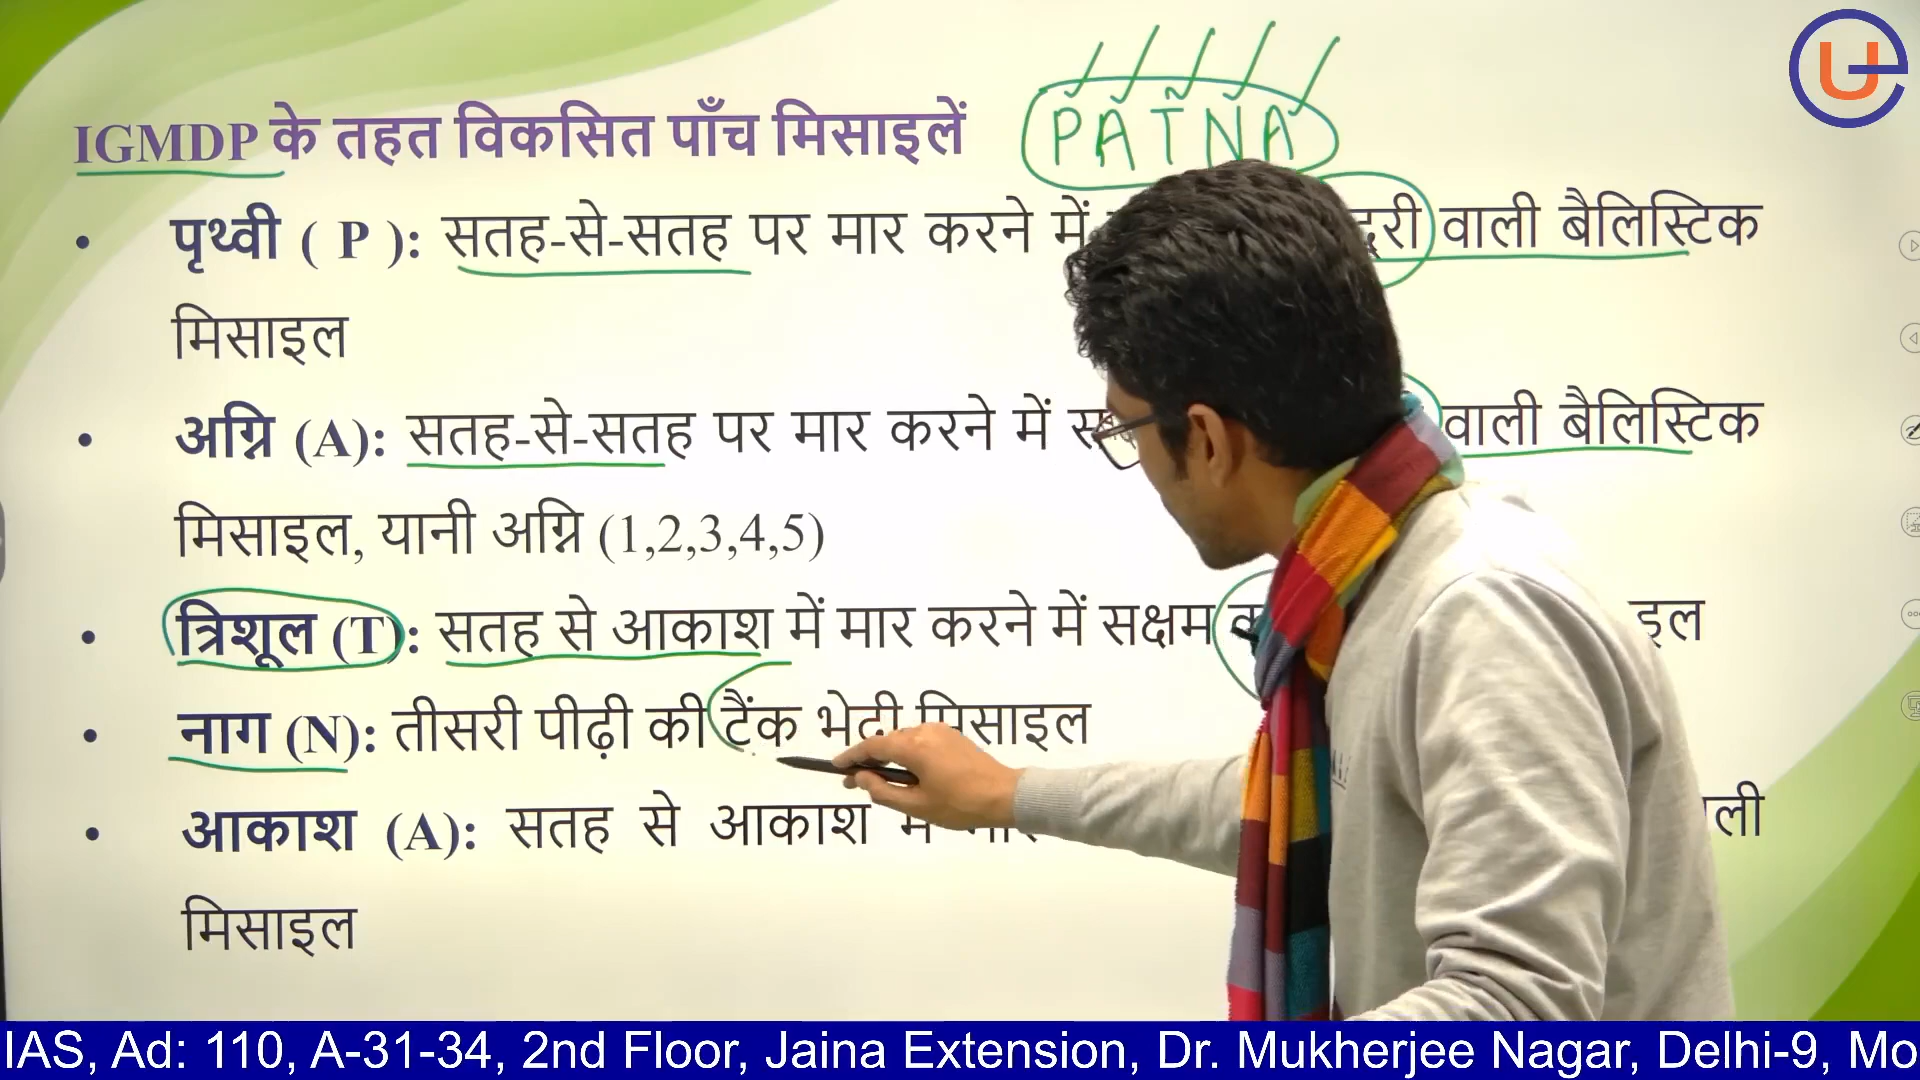 IGMDP के तहत विकसित पाँच मिसाइलें PATNA
• पृथ्वी ( P ): सतह-से-सतह पर मार करने में वाली बैलिस्टिक
मिसाइल
• अग्नि (A): सतह-से-सतह पर मार करने में वाली बैलिस्टिक
मिसाइल, यानी अग्नि (1,2,3,4,5)
• त्रिशूल (T): सतह से आकाश में मार करने में सक्षम
• नाग (N): तीसरी पीढ़ी की टैंक भेदी मिसाइल
• आकाश (A): सतह से आकाश में
मिसाइल
IAS, Ad: 110, A-31-34, 2nd Floor, Jaina Extension, Dr. Mukherjee Nagar, Delhi-9, Mo